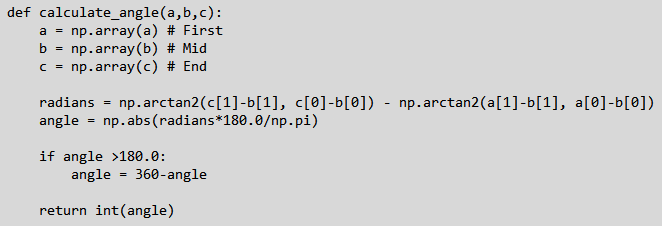 def calculate_angle(a,b,c):
    a = np.array(a) # First
    b = np.array(b) # Mid
    c = np.array(c) # End
    radians = np.arctan2(c[1]-b[1], c[0]-b[0]) - np.arctan2(a[1]-b[1], a[0]-b[0])
    angle = np.abs(radians*180.0/np.pi)
    if angle >180.0:
        angle = 360-angle
    return int(angle)